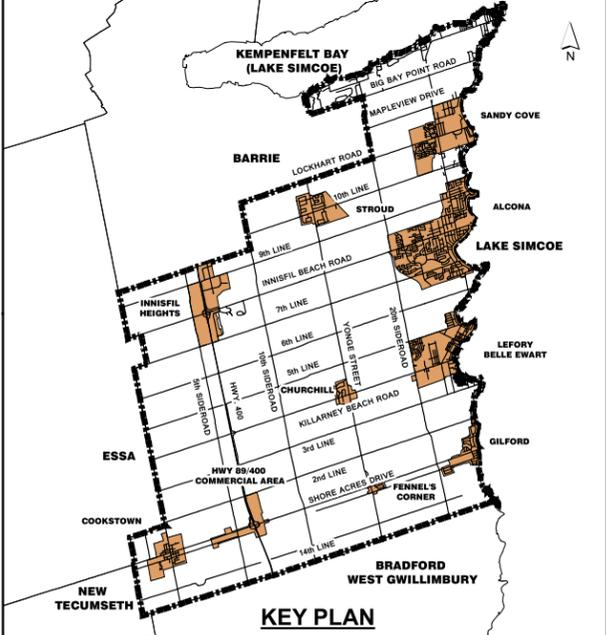 KEMPENFELT BAY
(LAKE SIMCOE)
N
BIG BAY POINT ROAD
MAPLEVIEW DRIVE
SANDY COVE
BARRIE
LOCKHART ROAD
10th LINE
STROUD
ALCONA
9th LINE
LAKE SIMCOE
INNISFIL BEACH ROAD
INNISFIL
HEIGHTS
7th LINE
6th LINE
20th SIDEROAD
YONGE STREET
LEFORY
BELLE EWART
5th LINE
10th SIDEROAD
5th SIDEROAD
HWY. 400
CHURCHILL
KILLARNEY BEACH ROAD
3rd LINE
GILFORD
ESSA
HWY 89/400
COMMERCIAL AREA
2nd LINE
SHORE ACRES DRIVE
FENNEL'S
CORNER
COOKSTOWN
14th LINE
BRADFORD
WEST GWILLIMBURY
NEW
TECUMSETH
KEY PLAN